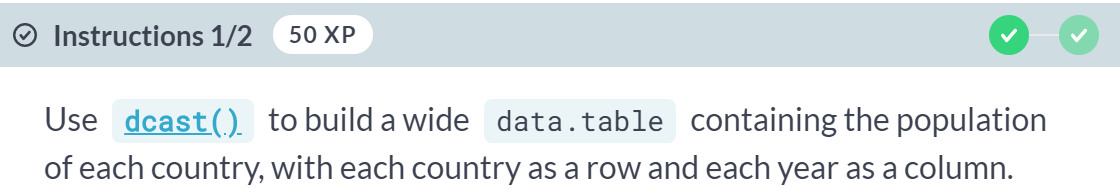 Instructions 1/2 50 XP
Use dcast() to build a wide data.table containing the population
of each country, with each country as a row and each year as a column.